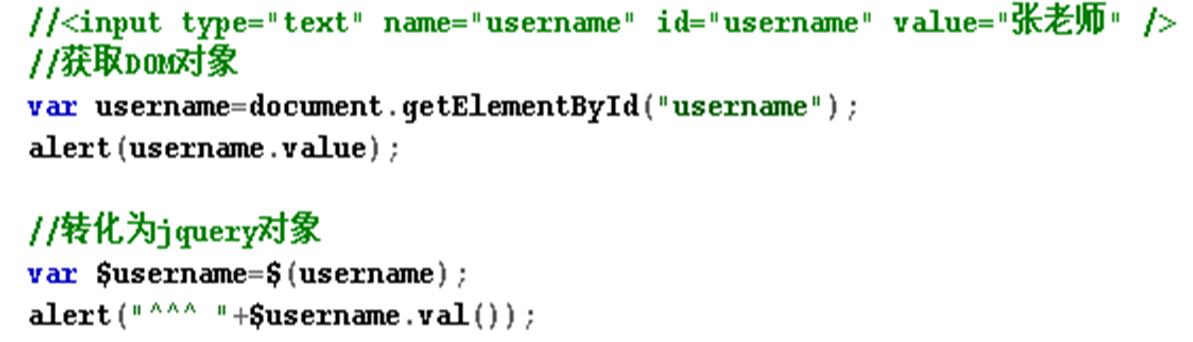 //<input type="text" name="username" id="username" value="张老师" />
//获取DOM对象
var username=document.getElementById("username");
alert(username.value);
//转化为jquery对象
var $username=$(username);
alert("^^^ "+$username.val());